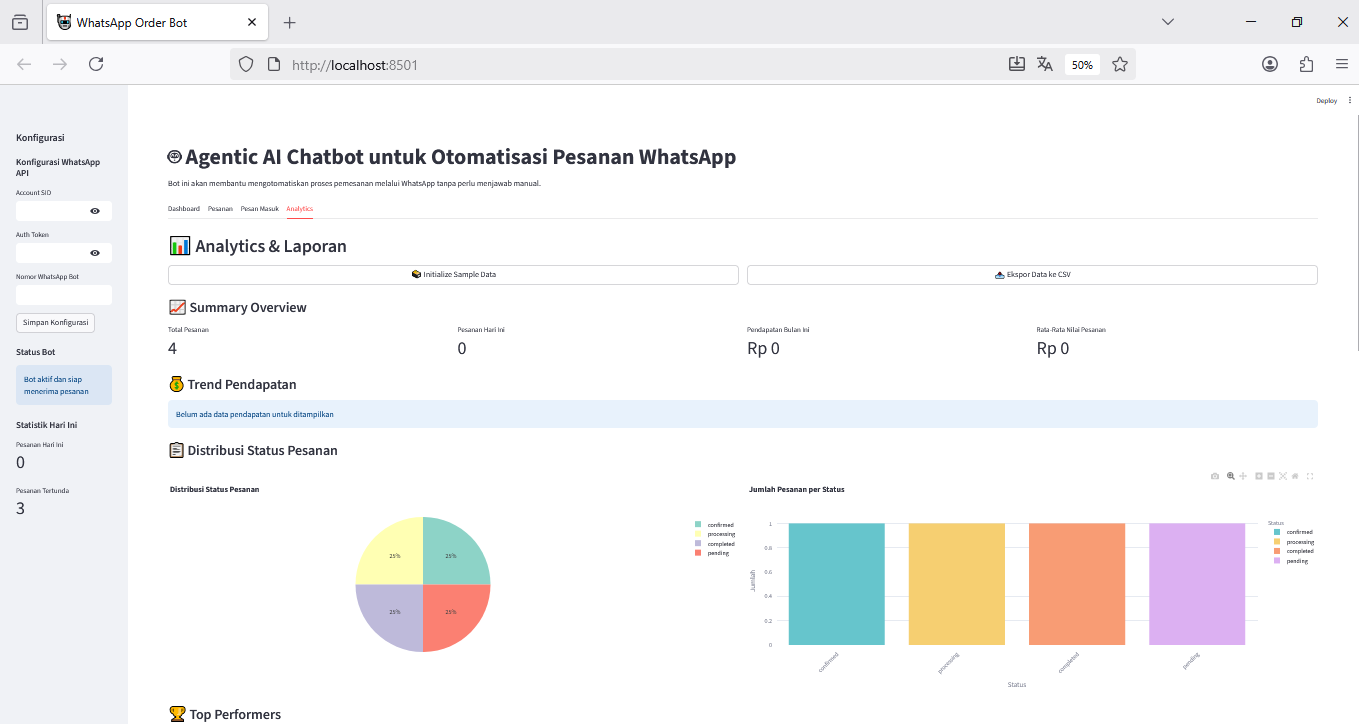 WhatsApp Order Bot
http://localhost:8501
50%
Deploy
Konfigurasi
Konfigurasi WhatsApp
API
Account SID
Auth Token
Nomor WhatsApp Bot
Simpan Konfigurasi
Status Bot
Bot aktif dan siap
menerima pesanan
Statistik Hari Ini
Pesanan Hari Ini
0
Pesanan Tertunda
3
Agentic AI Chatbot untuk Otomatisasi Pesanan WhatsApp
Bot ini akan membantu mengotomatiskan proses pemesanan melalui WhatsApp tanpa perlu menjawab manual.
Dashboard Pesanan Pesan Masuk Analytics
Analytics & Laporan
Initialize Sample Data
Ekspor Data ke CSV
Summary Overview
Total Pesanan
4
Pesanan Hari Ini
0
Pendapatan Bulan Ini
Rp 0
Rata-Rata Nilai Pesanan
Rp 0
Trend Pendapatan
Belum ada data pendapatan untuk ditampilkan
Distribusi Status Pesanan
Distribusi Status Pesanan
25% 25%
25% 25%
confirmed
processing
completed
pending
Jumlah Pesanan per Status
Jumlah
1
0.8
0.6
0.4
0.2
0
confirmed
processing
completed
pending
Status
Status
confirmed
processing
completed
pending
Top Performers